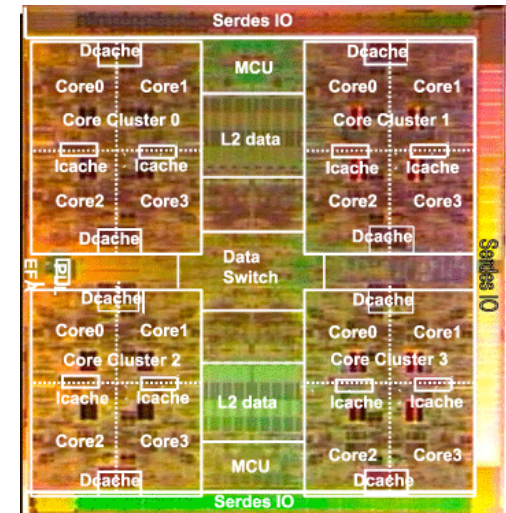 Serdes IO
Dcache
MCU
Dcache
Core0 Core1
Core0 Core1
Core Cluster 0
L2 data
Core Cluster 1
Icache Icache
Icache Icache
Core2 Core3
Core2 Core3
Dcache
Dcache
Data
Switch
Serdes IO
Dcache
Dcache
Core0 Core1
Core0 Core1
Core Cluster 2
Core Cluster 3
Icache Icache
L2 data
Icache Icache
Core2 Core3
Core2 Core3
MCU
Dcache
Dcache
Serdes IO